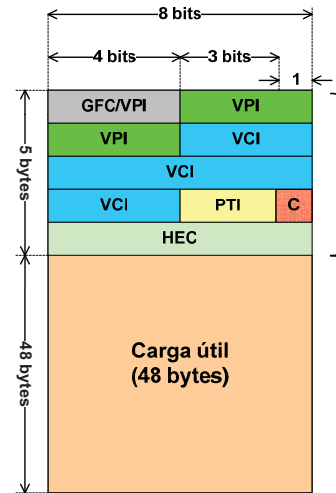 8 bits
4 bits
3 bits
1
5 bytes
GFC/VPI
VPI
VPI
VCI
VCI
VCI
PTI
C
HEC
48 bytes
Carga útil
(48 bytes)